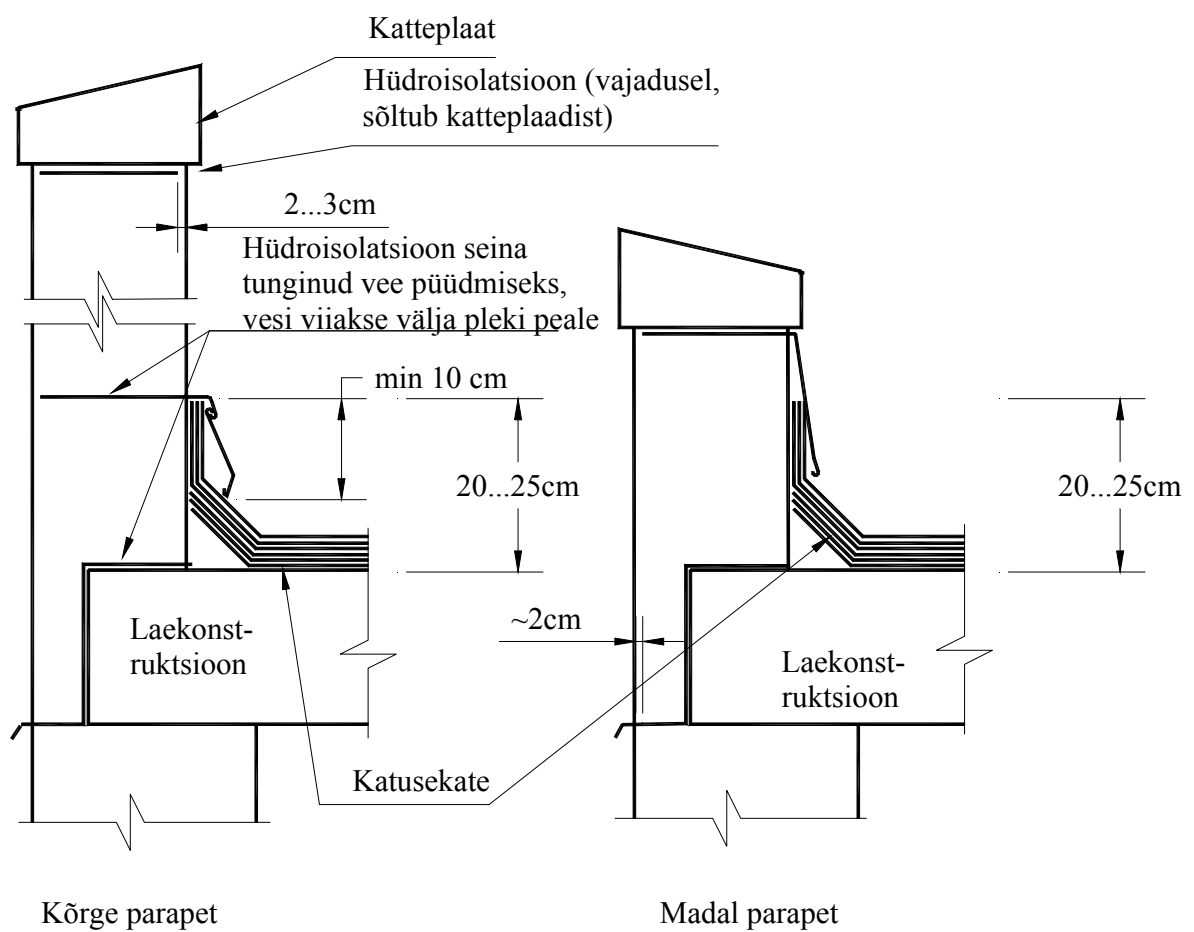 Katteplaat
Hüdroisolatsioon (vajadusel,
sõltub katteplaadist)
2...3cm
Hüdroisolatsioon seina
tunginud vee püüdmiseks,
vesi viiakse välja pleki peale
min 10 cm
20...25cm
20...25cm
~2cm
Laekonst-
ruktsioon
Laekonst-
ruktsioon
Katusekate
Kõrge parapet
Madal parapet